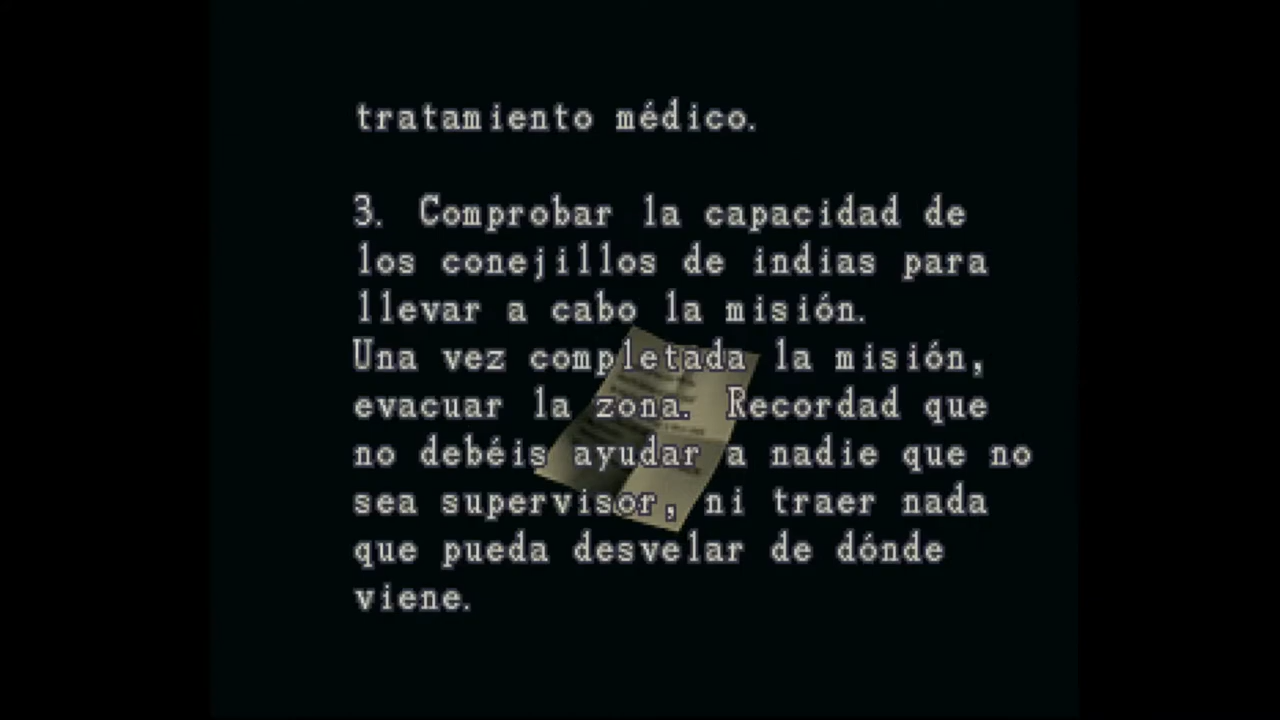 tratamiento médico.
3. Comprobar la capacidad de
los conejillos de indias para
llevar a cabo la misión.
Una vez completada la misión,
evacuar la zona. Recordad que
no debéis ayudar a nadie que no
sea supervisor, ni traer nada
que pueda desvelar de dónde
viene.